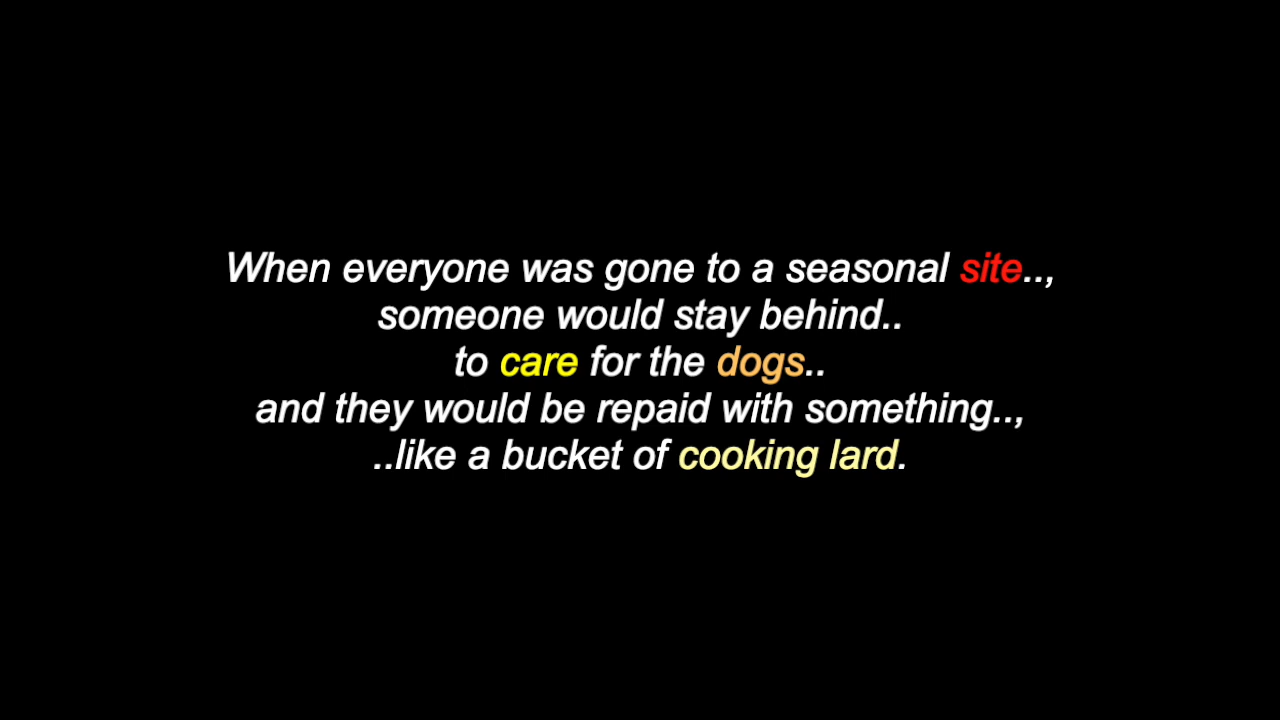 When everyone was gone to a seasonal site..,
someone would stay behind..
to care for the dogs..
and they would be repaid with something..,
..like a bucket of cooking lard.